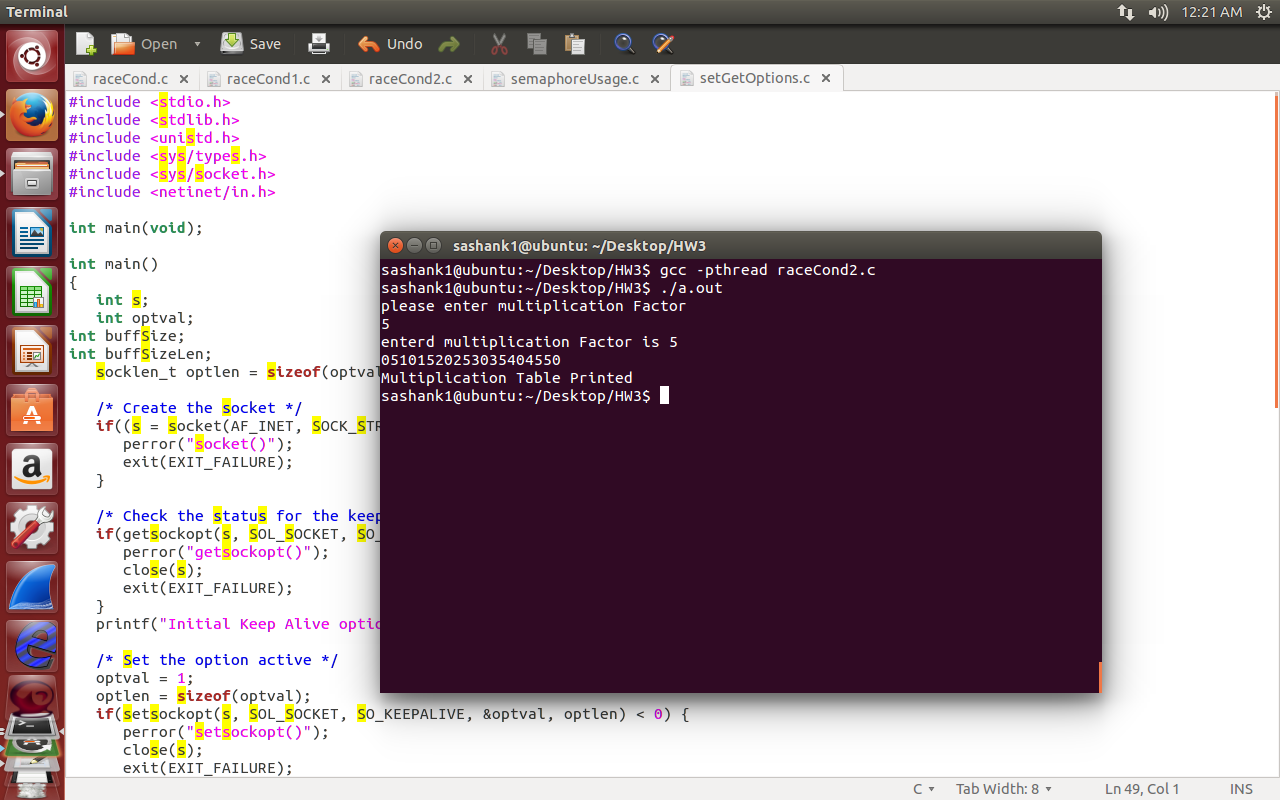 Terminal
12:21 AM
Open
Save
Undo
raceCond.c
raceCond1.c
raceCond2.c
semaphoreUsage.c
setGetOptions.c
#include <stdio.h>
#include <stdlib.h>
#include <unistd.h>
#include <sys/types.h>
#include <sys/socket.h>
#include <netinet/in.h>
int main(void);
int main()
{
int s;
int optval;
int buffSize;
int buffSizeLen;
socklen_t optlen = sizeof(optval
/* Create the socket */
if((s = socket(AF_INET, SOCK_STR
perror("socket()");
exit(EXIT_FAILURE);
}
/* Check the status for the keep
if(getsockopt(s, SOL_SOCKET, SO_
perror("getsockopt()");
close(s);
exit(EXIT_FAILURE);
}
printf("Initial Keep Alive optio
/* Set the option active */
optval = 1;
optlen = sizeof(optval);
if(setsockopt(s, SOL_SOCKET, SO_KEEPALIVE, &optval, optlen) < 0) {
perror("setsockopt()");
close(s);
exit(EXIT_FAILURE);
sashank1@ubuntu: ~/Desktop/HW3
sashank1@ubuntu:~/Desktop/HW3$ gcc -pthread raceCond2.c
sashank1@ubuntu:~/Desktop/HW3$ ./a.out
please enter multiplication Factor
5
enterd multiplication Factor is 5
05101520253035404550
Multiplication Table Printed
sashank1@ubuntu:~/Desktop/HW3$
C
Tab Width: 8
Ln 49, Col 1
INS